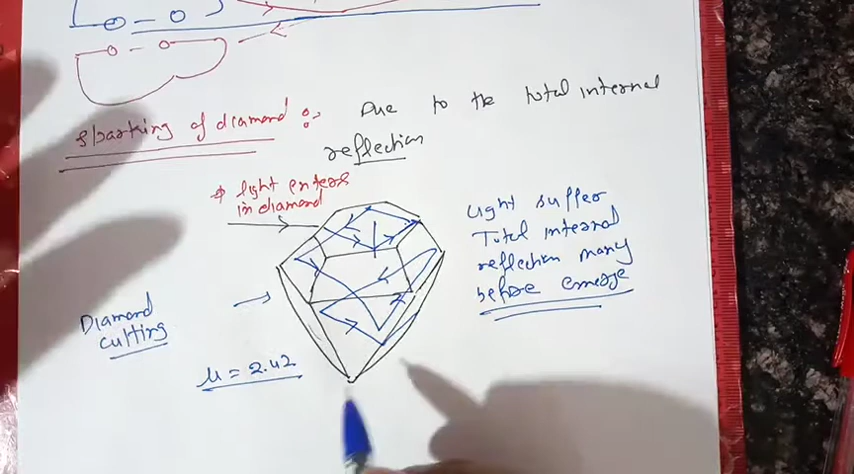 sparking of diamond :- Due to the total internal
reflection
* light enters
in diamond
Light suffer
Total internal
reflection many
before emerge
Diamond
cutting
μ = 2.42